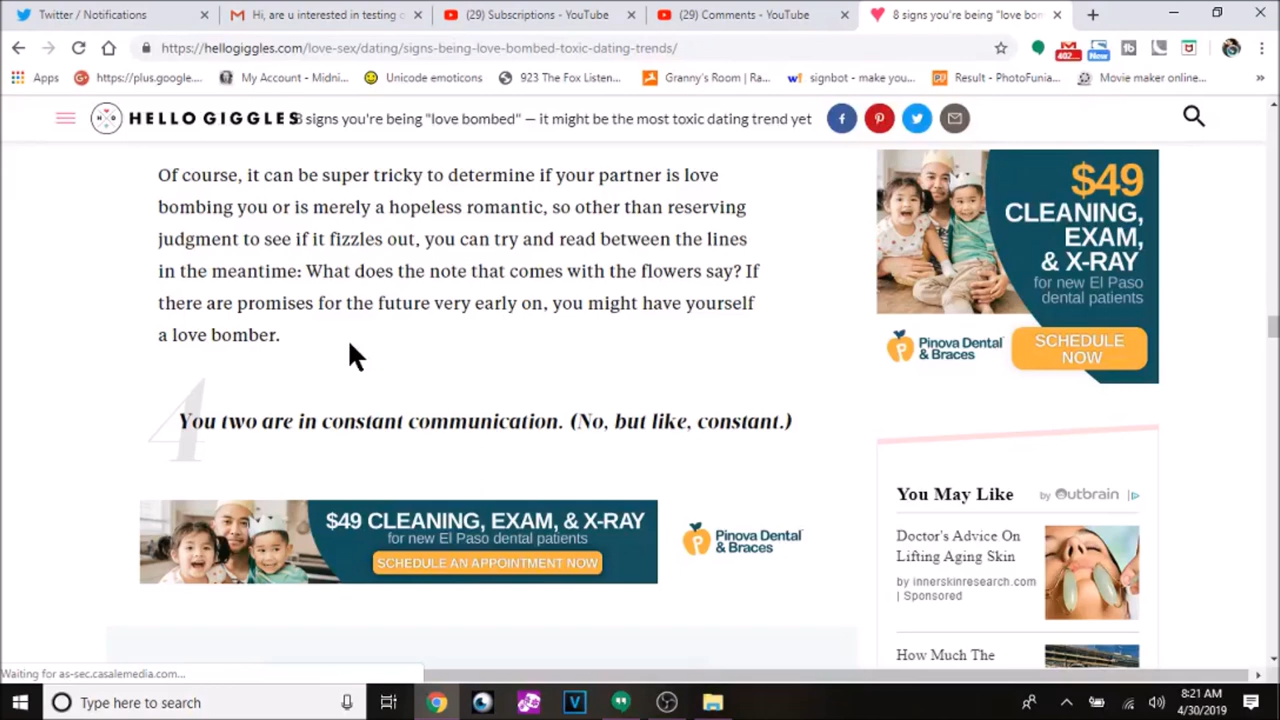 Twitter / Notifications
Hi, are u interested in testing
(29) Subscriptions - YouTube
(29) Comments - YouTube
8 signs you're being "love bom
https://hellogiggles.com/love-sex/dating/signs-being-love-bombed-toxic-dating-trends/
402
New
Apps
https://plus.google....
My Account - Midni...
Unicode emoticons
923 The Fox Listen...
Granny's Room | Ra...
signbot - make you...
Result - PhotoFunia...
Movie maker online...
»
HELLO GIGGLES
8 signs you're being "love bombed" — it might be the most toxic dating trend yet
Of course, it can be super tricky to determine if your partner is love
bombing you or is merely a hopeless romantic, so other than reserving
judgment to see if it fizzles out, you can try and read between the lines
in the meantime: What does the note that comes with the flowers say? If
there are promises for the future very early on, you might have yourself
a love bomber.
4
You two are in constant communication. (No, but like, constant.)
$49 CLEANING, EXAM, & X-RAY
for new El Paso dental patients
SCHEDULE AN APPOINTMENT NOW
Pinova Dental
& Braces
$49
CLEANING,
EXAM,
& X-RAY
for new El Paso
dental patients
Pinova Dental
& Braces
SCHEDULE
NOW
You May Like
by Outbrain
Doctor's Advice On
Lifting Aging Skin
by innerskinresearch.com
| Sponsored
How Much The
Waiting for as-sec.casalemedia.com...
Type here to search
8:21 AM
4/30/2019